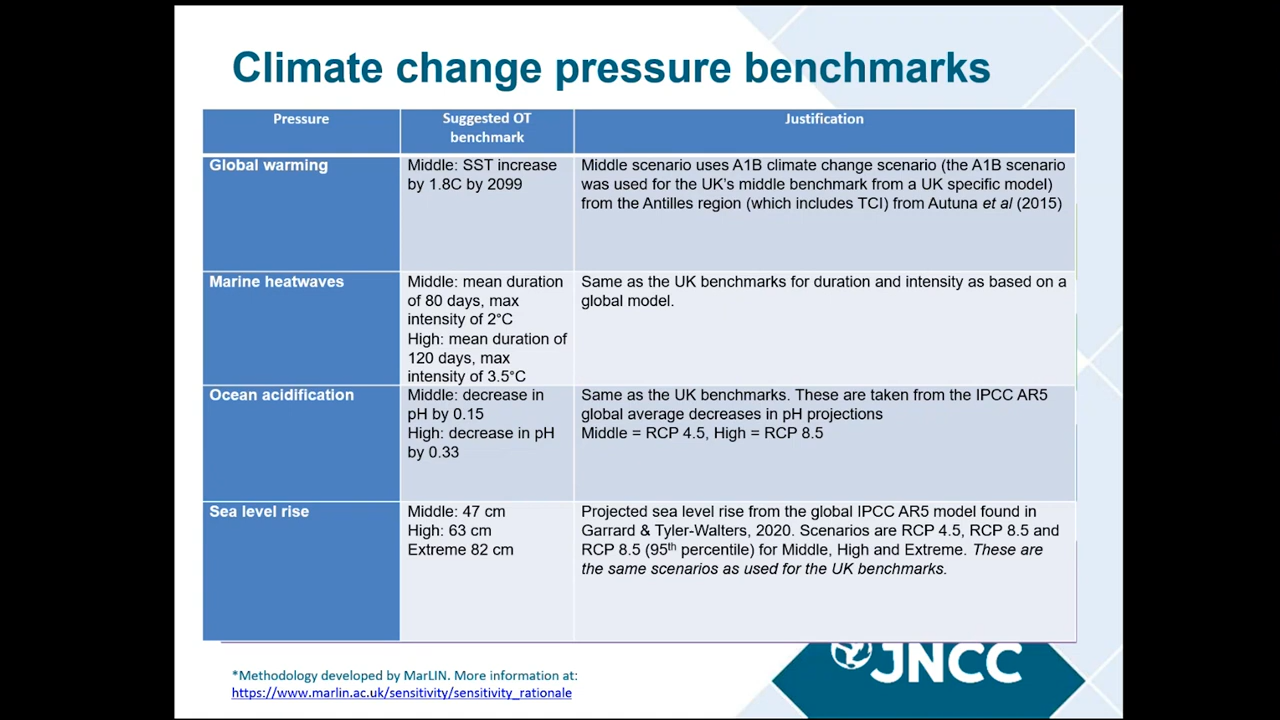 Climate change pressure benchmarks
Pressure
Suggested OT
benchmark
Justification
Global warming
Middle: SST increase
by 1.8C by 2099
Middle scenario uses A1B climate change scenario (the A1B scenario
was used for the UK's middle benchmark from a UK specific model)
from the Antilles region (which includes TCI) from Autuna et al (2015)
Marine heatwaves
Middle: mean duration
of 80 days, max
intensity of 2°C
High: mean duration of
120 days, max
intensity of 3.5°C
Same as the UK benchmarks for duration and intensity as based on a
global model.
Ocean acidification
Middle: decrease in
pH by 0.15
High: decrease in pH
by 0.33
Same as the UK benchmarks. These are taken from the IPCC AR5
global average decreases in pH projections
Middle = RCP 4.5, High = RCP 8.5
Sea level rise
Middle: 47 cm
High: 63 cm
Extreme 82 cm
Projected sea level rise from the global IPCC AR5 model found in
Garrard & Tyler-Walters, 2020. Scenarios are RCP 4.5, RCP 8.5 and
RCP 8.5 (95th percentile) for Middle, High and Extreme. These are
the same scenarios as used for the UK benchmarks.
*Methodology developed by MarLIN. More information at:
https://www.marlin.ac.uk/sensitivity/sensitivity_rationale
JNCC